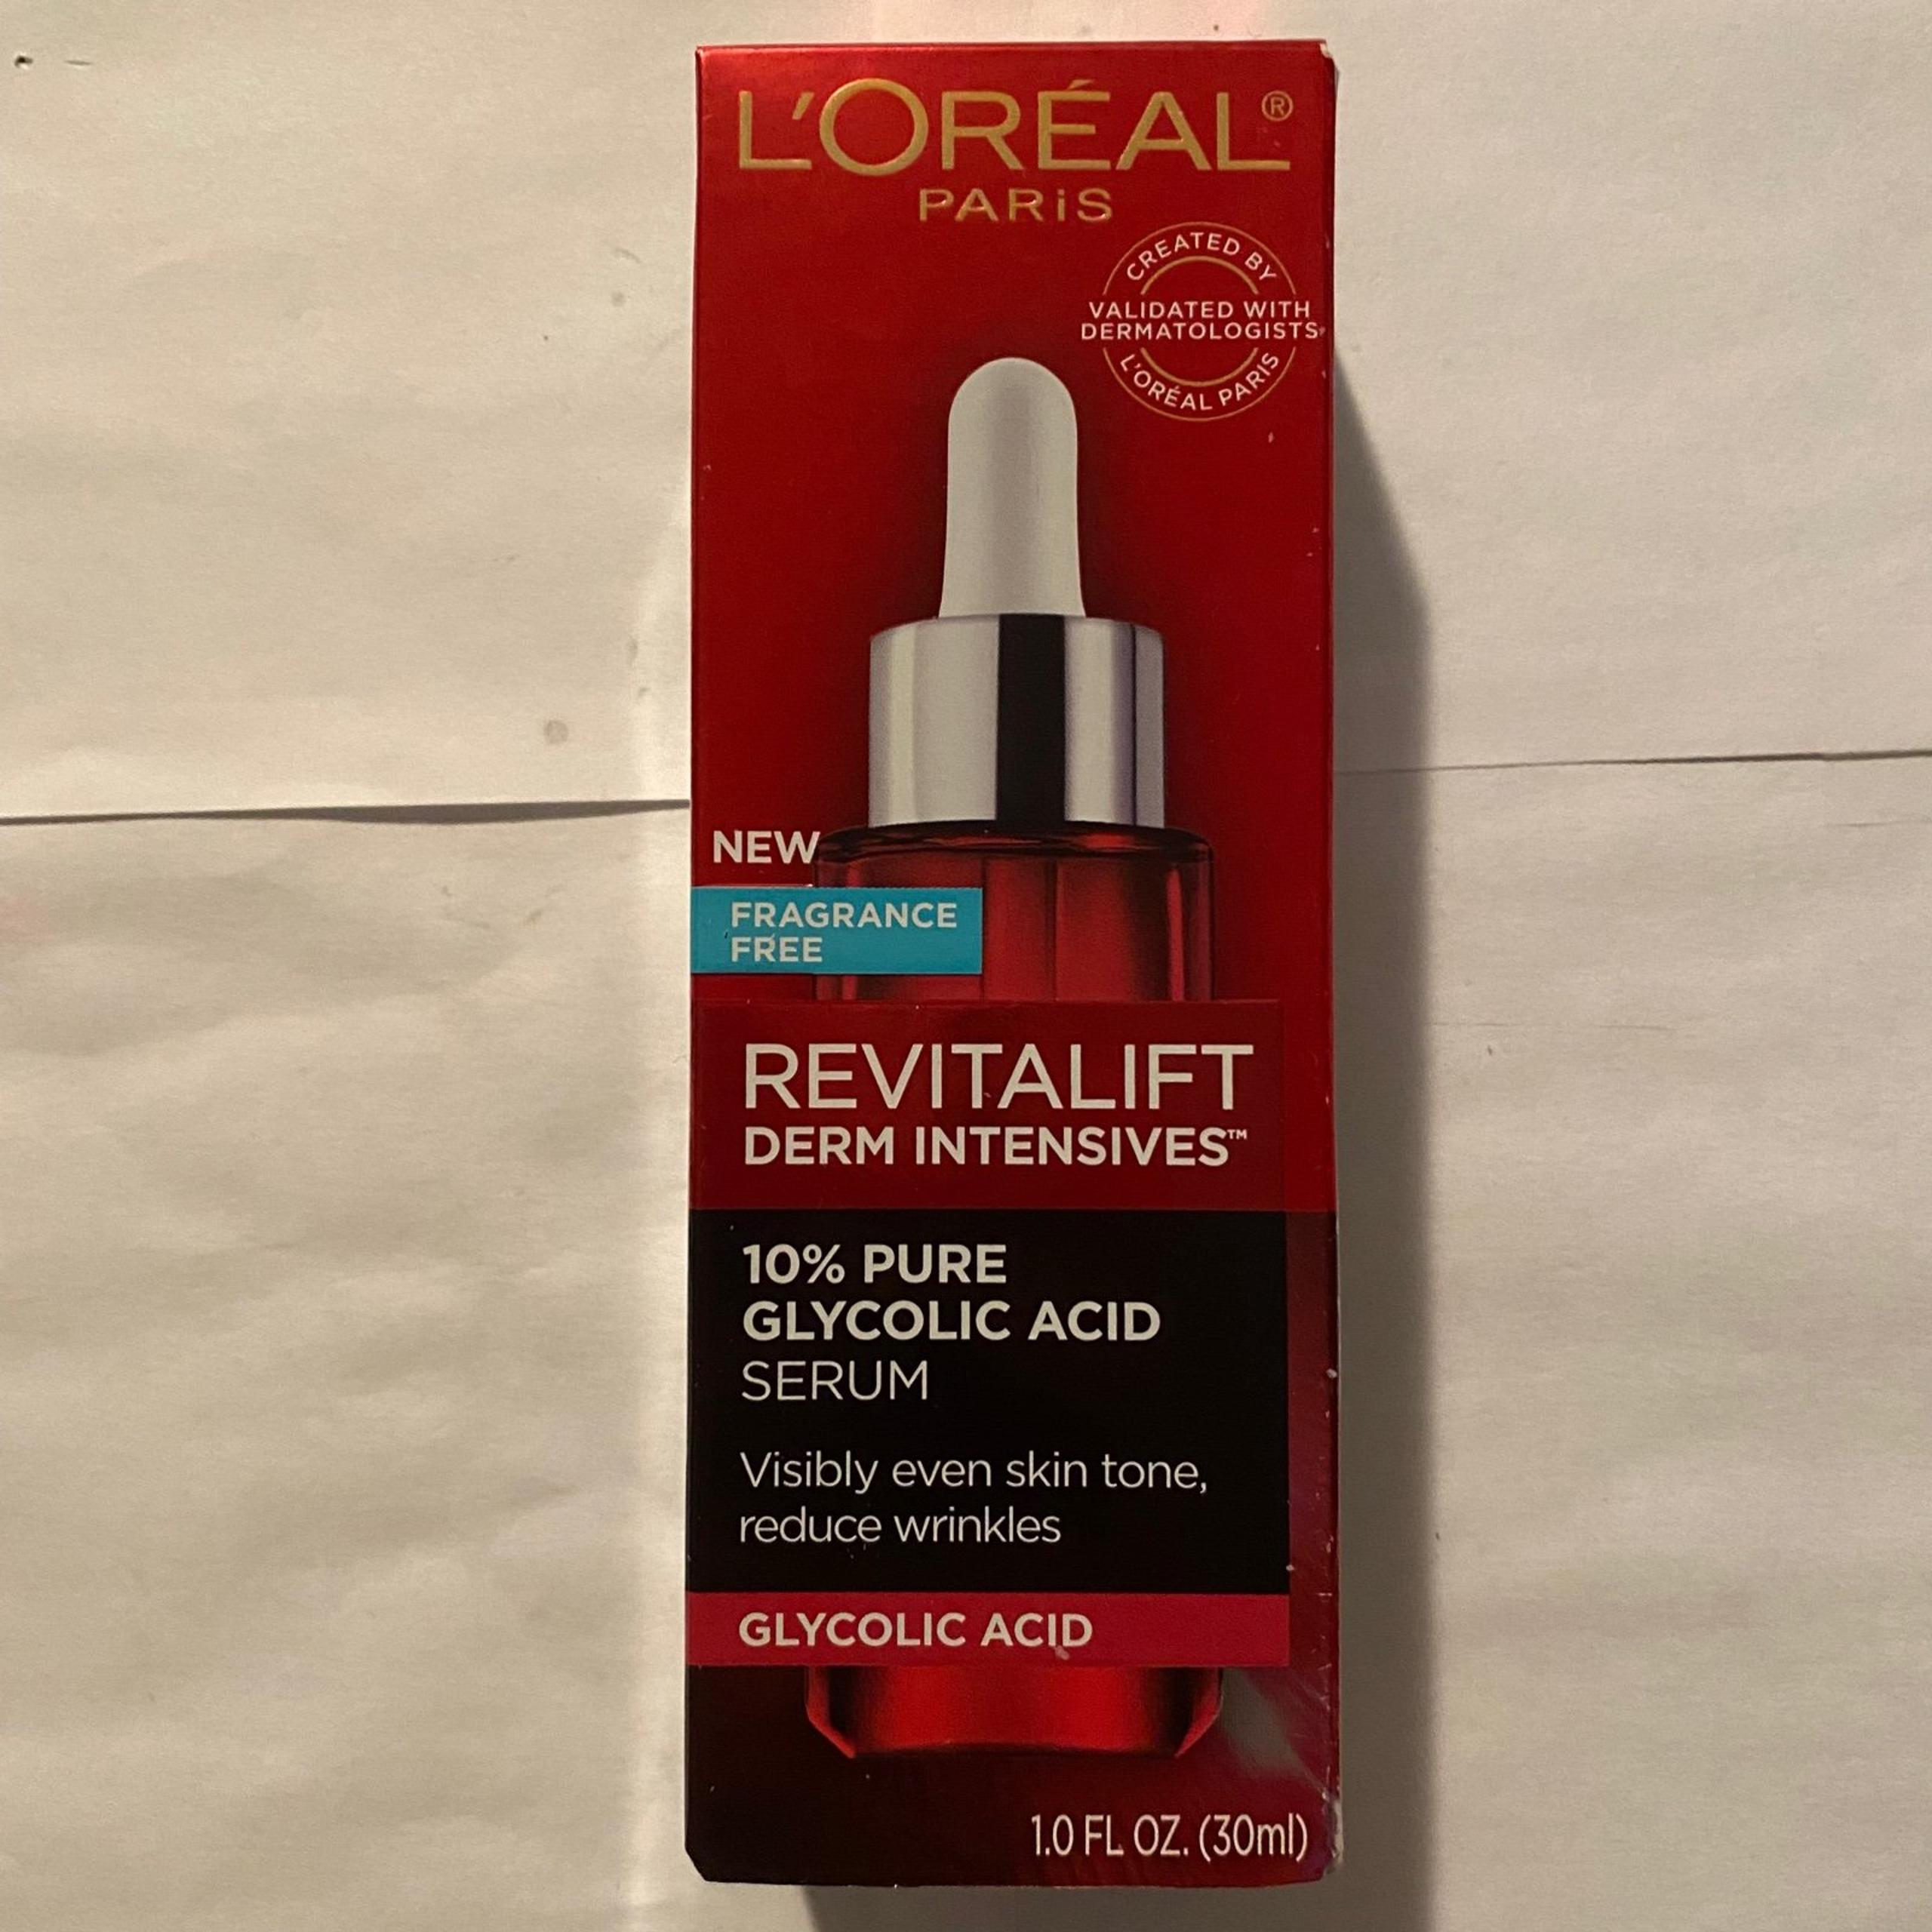 L'ORÉAL®
PARiS
CREATED BY
VALIDATED WITH
DERMATOLOGISTS
L'ORÉAL PARIS
NEW
FRAGRANCE
FREE
REVITALIFT
DERM INTENSIVES™
10% PURE
GLYCOLIC ACID
SERUM
Visibly even skin tone,
reduce wrinkles
GLYCOLIC ACID
1.0 FL OZ. (30ml)